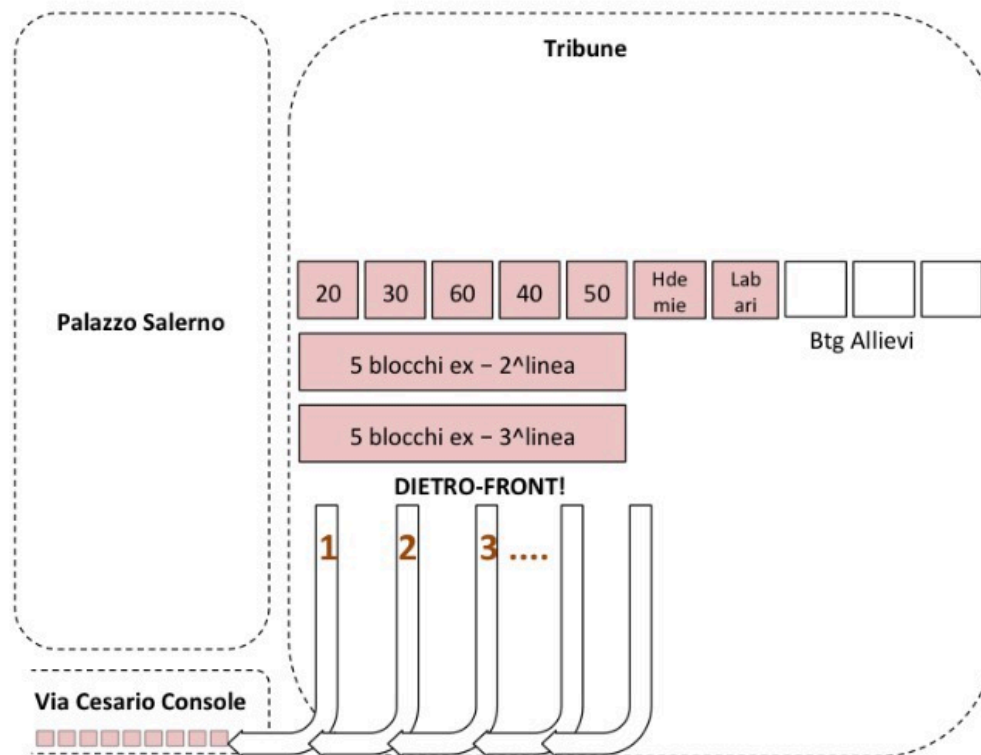 Tribune
Palazzo Salerno
20 30 60 40 50 Hde mie Lab ari
Btg Allievi
5 blocchi ex – 2^linea
5 blocchi ex – 3^linea
DIETRO-FRONT!
1 2 3 ....
Via Cesario Console